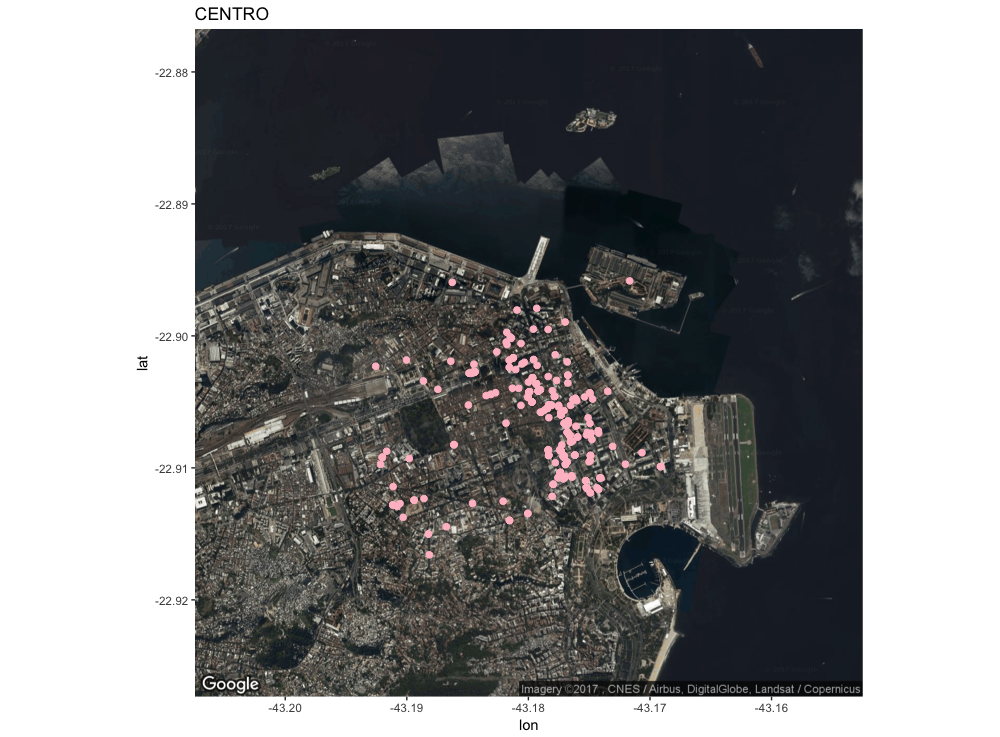 CENTRO
-22.88
-22.89
-22.90
-22.91
-22.92
lat
Google
Imagery ©2017 , CNES / Airbus, DigitalGlobe, Landsat / Copernicus
-43.20
-43.19
-43.18
-43.17
-43.16
lon